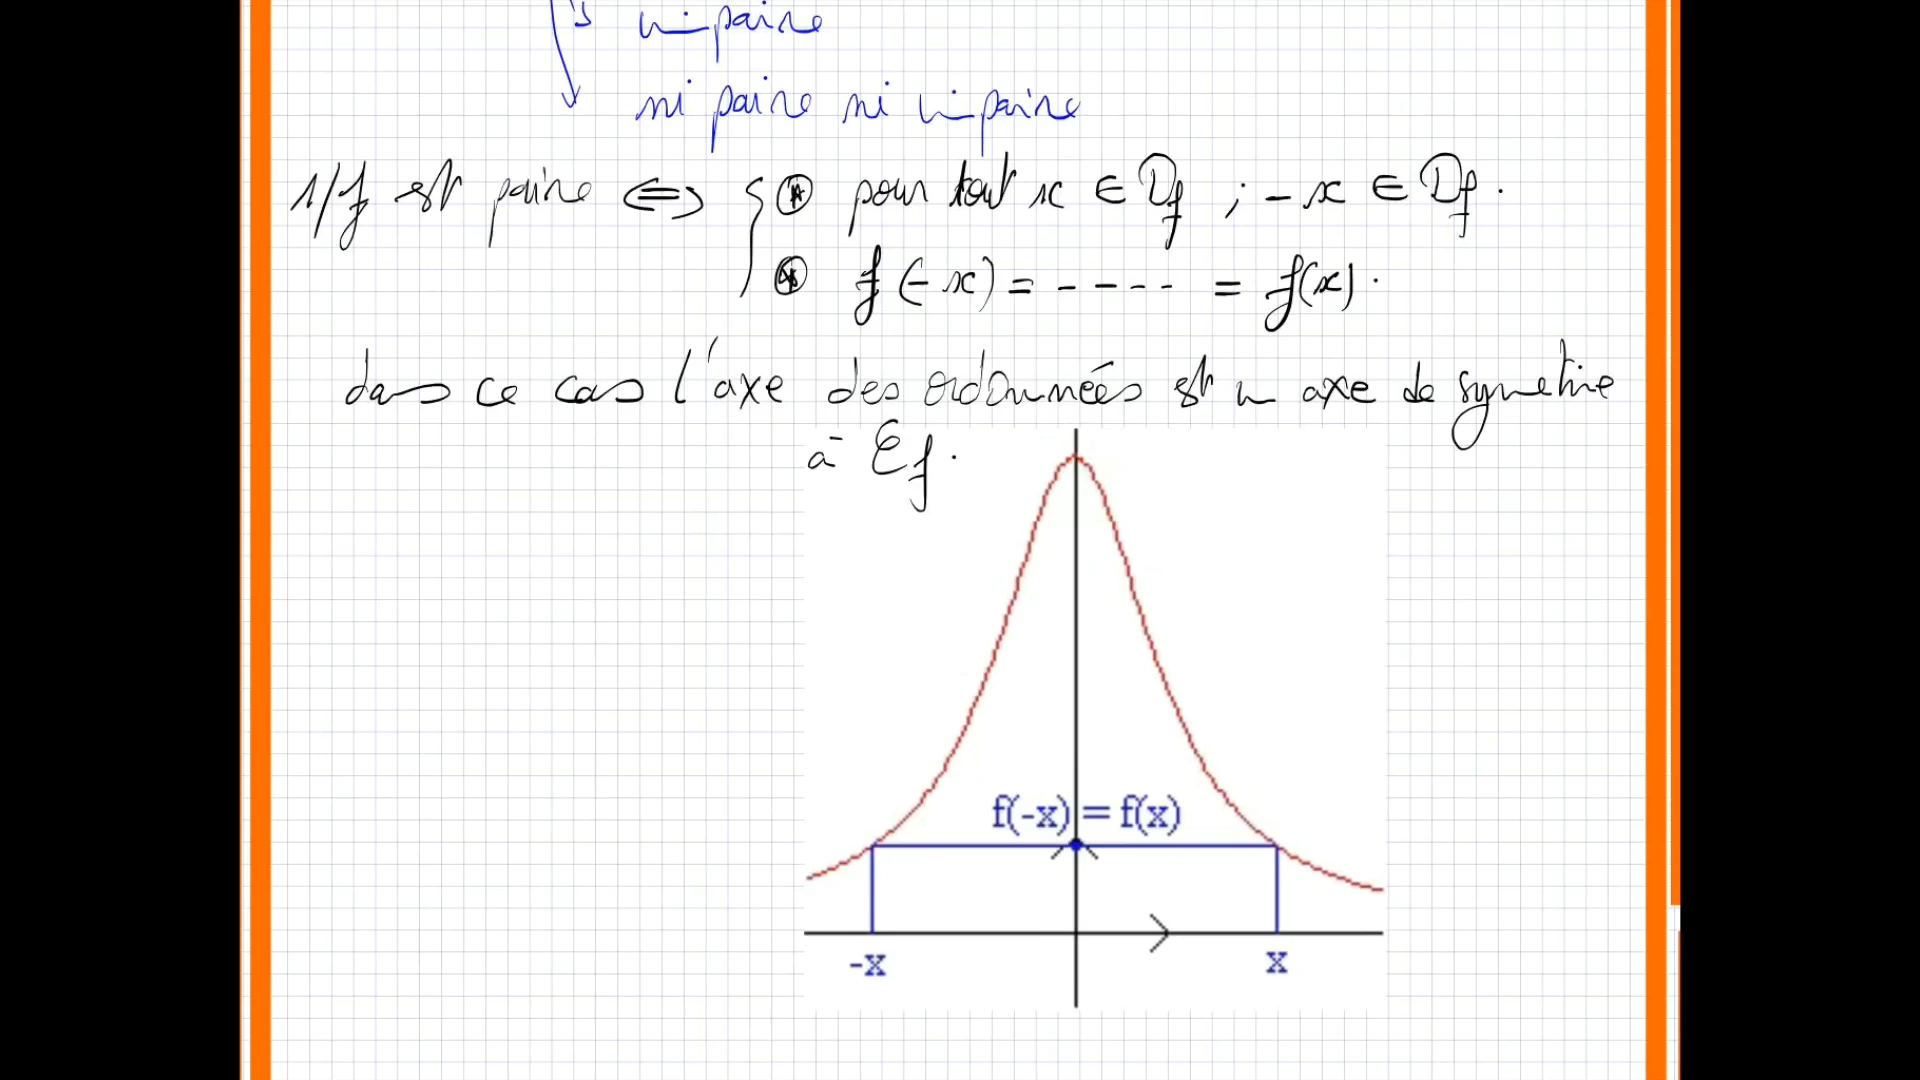 impaire
ni paire ni impaire
1/ f est paire ⟺ { ⊛ pour tout x ∈ Df ; -x ∈ Df.
⊛ f(-x) = - - - - = f(x).
dans ce cas l'axe des ordonnées est un axe de symetrie
à Cf.
f(-x) = f(x)
-x x